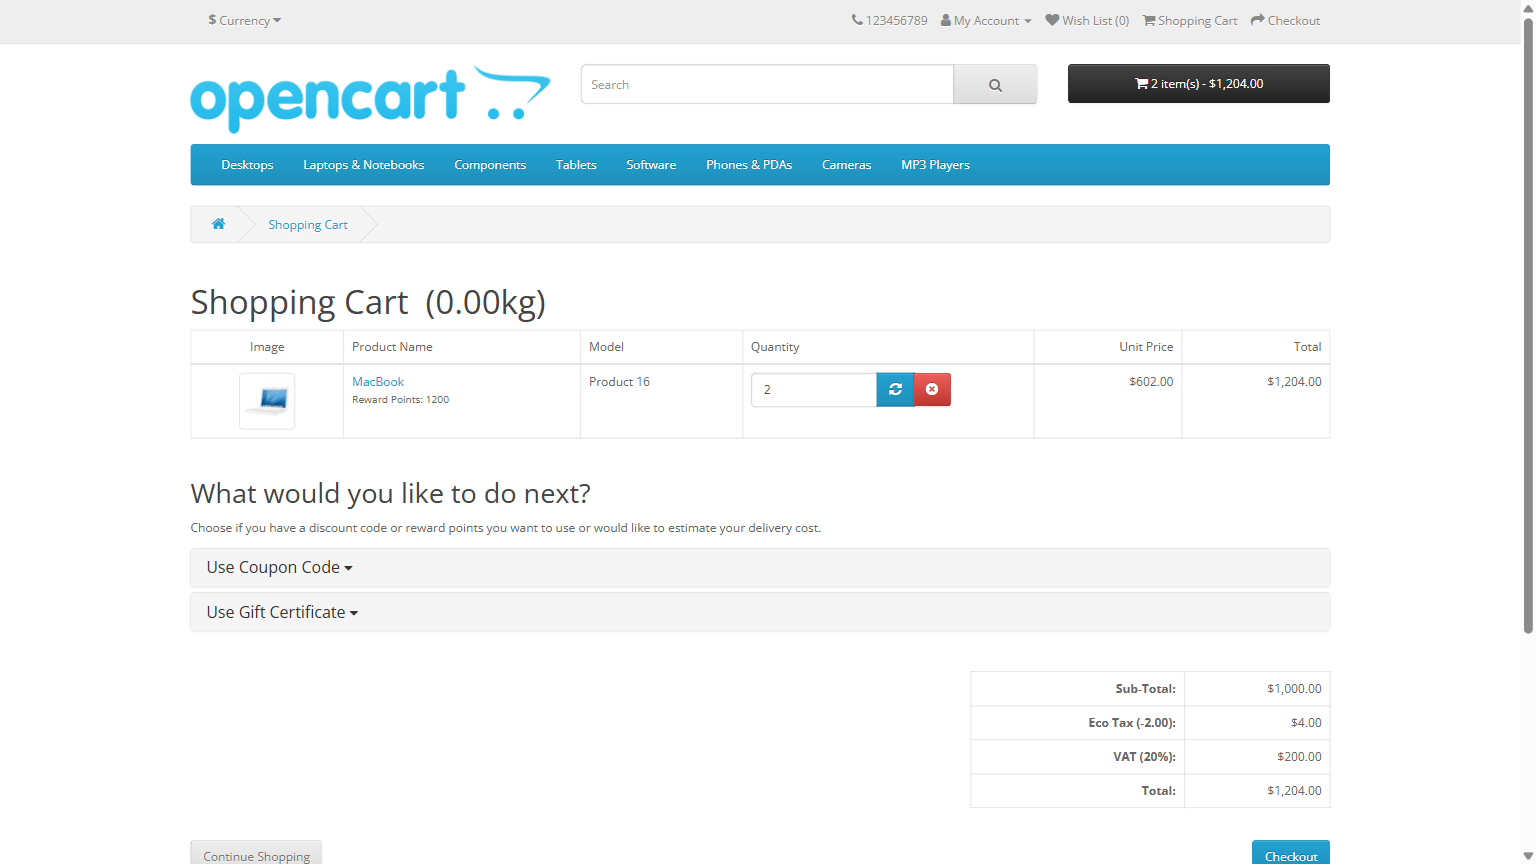 $ Currency
123456789 My Account Wish List (0) Shopping Cart Checkout
opencart
Search
2 item(s) - $1,204.00
Desktops Laptops & Notebooks Components Tablets Software Phones & PDAs Cameras MP3 Players
Shopping Cart
Shopping Cart (0.00kg)
Image Product Name Model Quantity Unit Price Total
MacBook Product 16 2 $602.00 $1,204.00
Reward Points: 1200
What would you like to do next?
Choose if you have a discount code or reward points you want to use or would like to estimate your delivery cost.
Use Coupon Code
Use Gift Certificate
Sub-Total: $1,000.00
Eco Tax (-2.00): $4.00
VAT (20%): $200.00
Total: $1,204.00
Continue Shopping Checkout